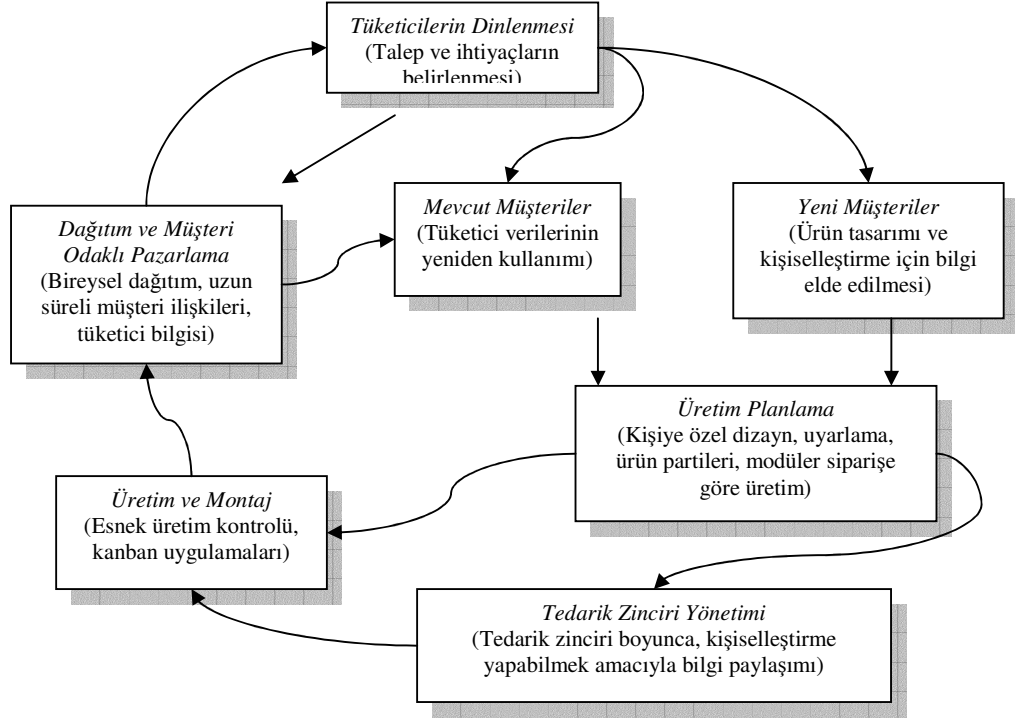 Tüketicilerin Dinlenmesi
(Talep ve ihtiyaçların
belirlenmesi)
Dağıtım ve Müşteri
Odaklı Pazarlama
(Bireysel dağıtım, uzun
süreli müşteri ilişkileri,
tüketici bilgisi)
Mevcut Müşteriler
(Tüketici verilerinin
yeniden kullanımı)
Yeni Müşteriler
(Ürün tasarımı ve
kişiselleştirme için bilgi
elde edilmesi)
Üretim Planlama
(Kişiye özel dizayn, uyarlama,
ürün partileri, modüler siparişe
göre üretim)
Üretim ve Montaj
(Esnek üretim kontrolü,
kanban uygulamaları)
Tedarik Zinciri Yönetimi
(Tedarik zinciri boyunca, kişiselleştirme
yapabilmek amacıyla bilgi paylaşımı)